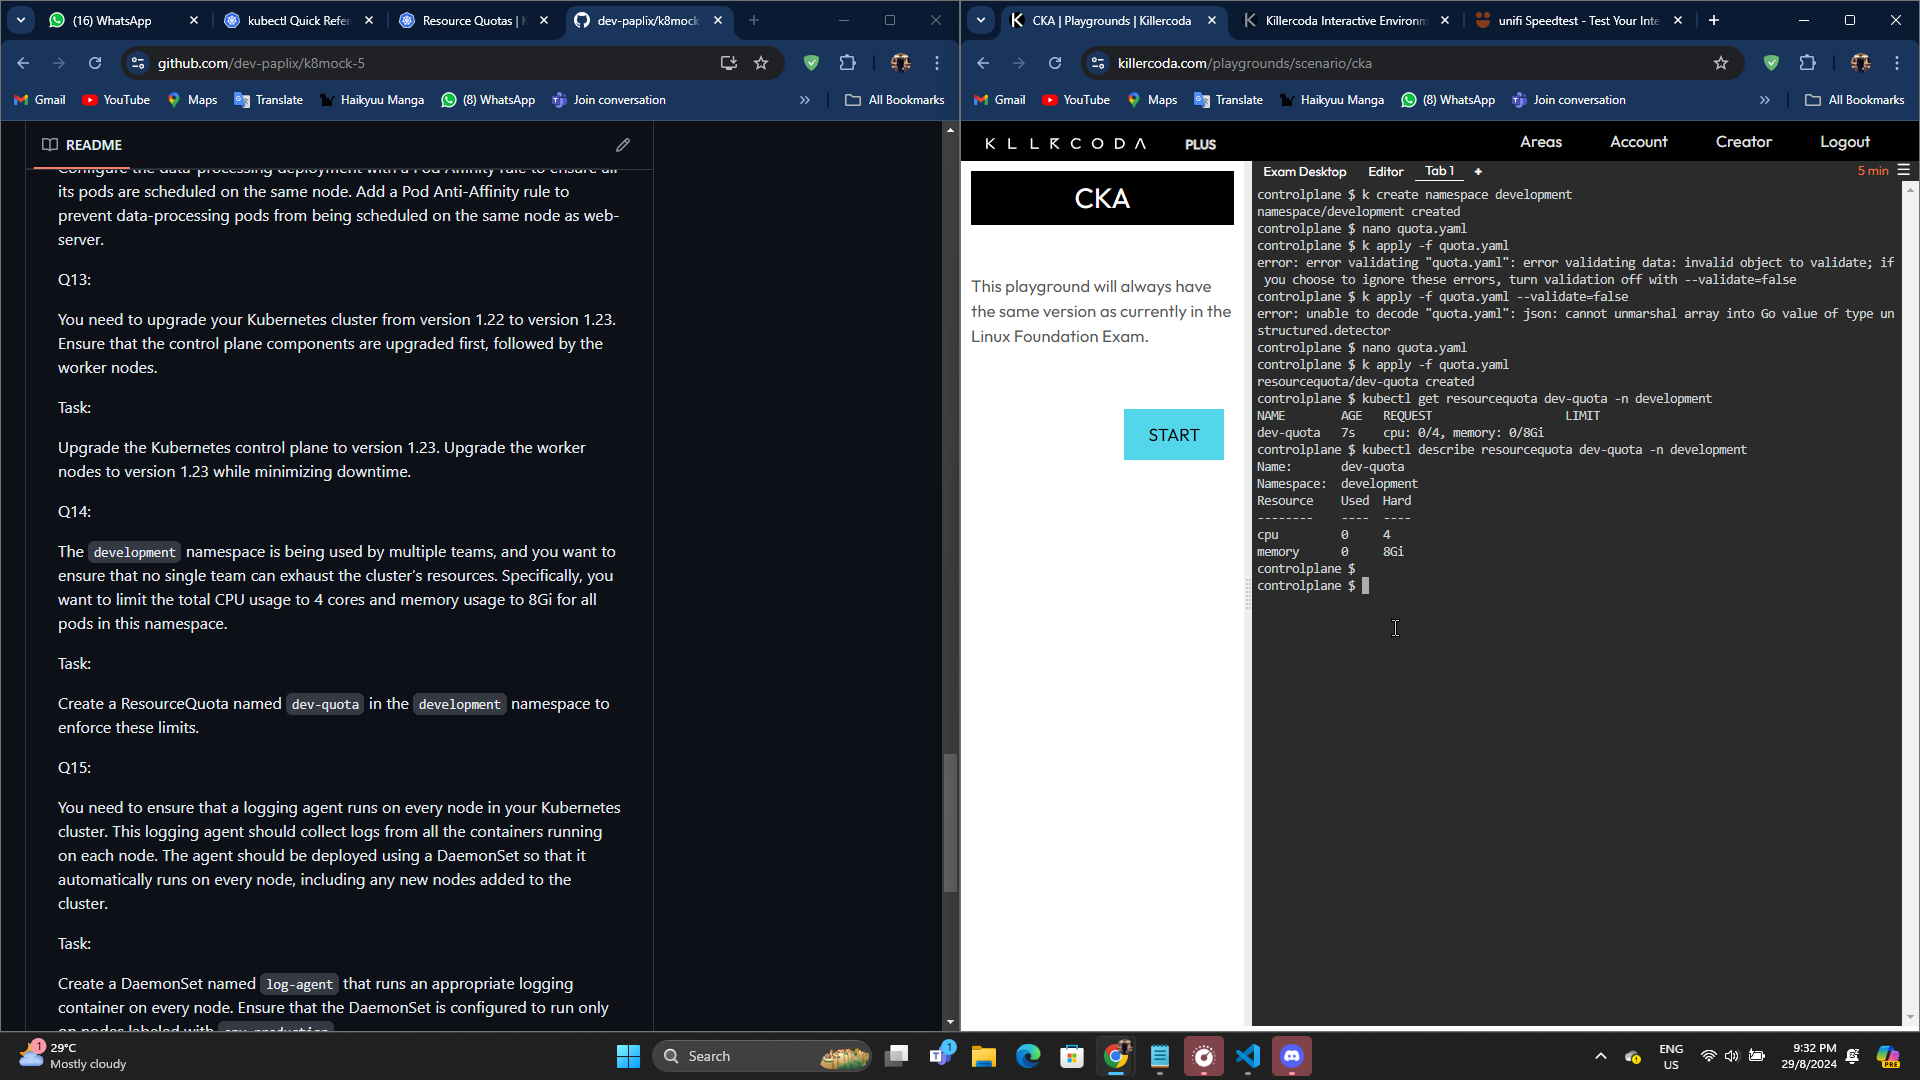 (16) WhatsApp
kubectl Quick Refer
Resource Quotas | K
dev-paplix/k8mock
github.com/dev-paplix/k8mock-5
Gmail
YouTube
Maps
Translate
Haikyuu Manga
(8) WhatsApp
Join conversation
»
All Bookmarks
README
its pods are scheduled on the same node. Add a Pod Anti-Affinity rule to
prevent data-processing pods from being scheduled on the same node as web-
server.
Q13:
You need to upgrade your Kubernetes cluster from version 1.22 to version 1.23.
Ensure that the control plane components are upgraded first, followed by the
worker nodes.
Task:
Upgrade the Kubernetes control plane to version 1.23. Upgrade the worker
nodes to version 1.23 while minimizing downtime.
Q14:
The development namespace is being used by multiple teams, and you want to
ensure that no single team can exhaust the cluster's resources. Specifically, you
want to limit the total CPU usage to 4 cores and memory usage to 8Gi for all
pods in this namespace.
Task:
Create a ResourceQuota named dev-quota in the development namespace to
enforce these limits.
Q15:
You need to ensure that a logging agent runs on every node in your Kubernetes
cluster. This logging agent should collect logs from all the containers running
on each node. The agent should be deployed using a DaemonSet so that it
automatically runs on every node, including any new nodes added to the
cluster.
Task:
Create a DaemonSet named log-agent that runs an appropriate logging
container on every node. Ensure that the DaemonSet is configured to run only
CKA | Playgrounds | Killercoda
Killercoda Interactive Environm
unifi Speedtest - Test Your Inte
killercoda.com/playgrounds/scenario/cka
Gmail
YouTube
Maps
Translate
Haikyuu Manga
(8) WhatsApp
Join conversation
»
All Bookmarks
KLLRCODA PLUS
Areas
Account
Creator
Logout
CKA
This playground will always have
the same version as currently in the
Linux Foundation Exam.
START
Exam Desktop
Editor
Tab 1
+
5 min
controlplane $ k create namespace development
namespace/development created
controlplane $ nano quota.yaml
controlplane $ k apply -f quota.yaml
error: error validating "quota.yaml": error validating data: invalid object to validate; if
you choose to ignore these errors, turn validation off with --validate=false
controlplane $ k apply -f quota.yaml --validate=false
error: unable to decode "quota.yaml": json: cannot unmarshal array into Go value of type un
structured.detector
controlplane $ nano quota.yaml
controlplane $ k apply -f quota.yaml
resourcequota/dev-quota created
controlplane $ kubectl get resourcequota dev-quota -n development
NAME AGE REQUEST LIMIT
dev-quota 7s cpu: 0/4, memory: 0/8Gi
controlplane $ kubectl describe resourcequota dev-quota -n development
Name: dev-quota
Namespace: development
Resource Used Hard
-------- ---- ----
cpu 0 4
memory 0 8Gi
controlplane $
controlplane $
1
29°C
Mostly cloudy
Search
1
ENG
US
9:32 PM
29/8/2024
PRE